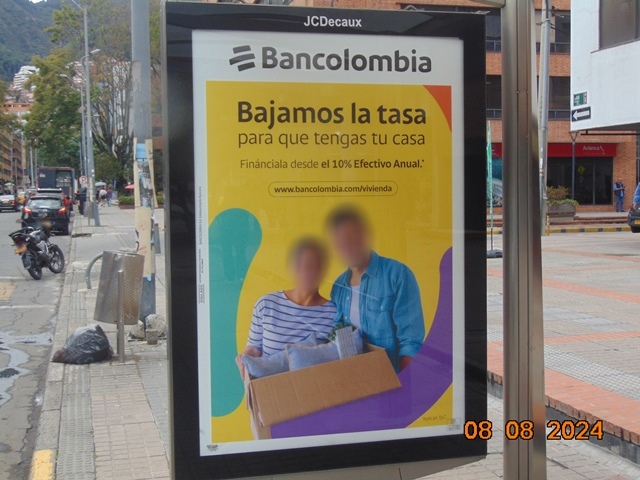 JCDecaux
Bancolombia
Bajamos la tasa
para que tengas tu casa
Fináncíala desde el 10% Efectivo Anual.*
www.bancolombia.com/vivienda
08 08 2024